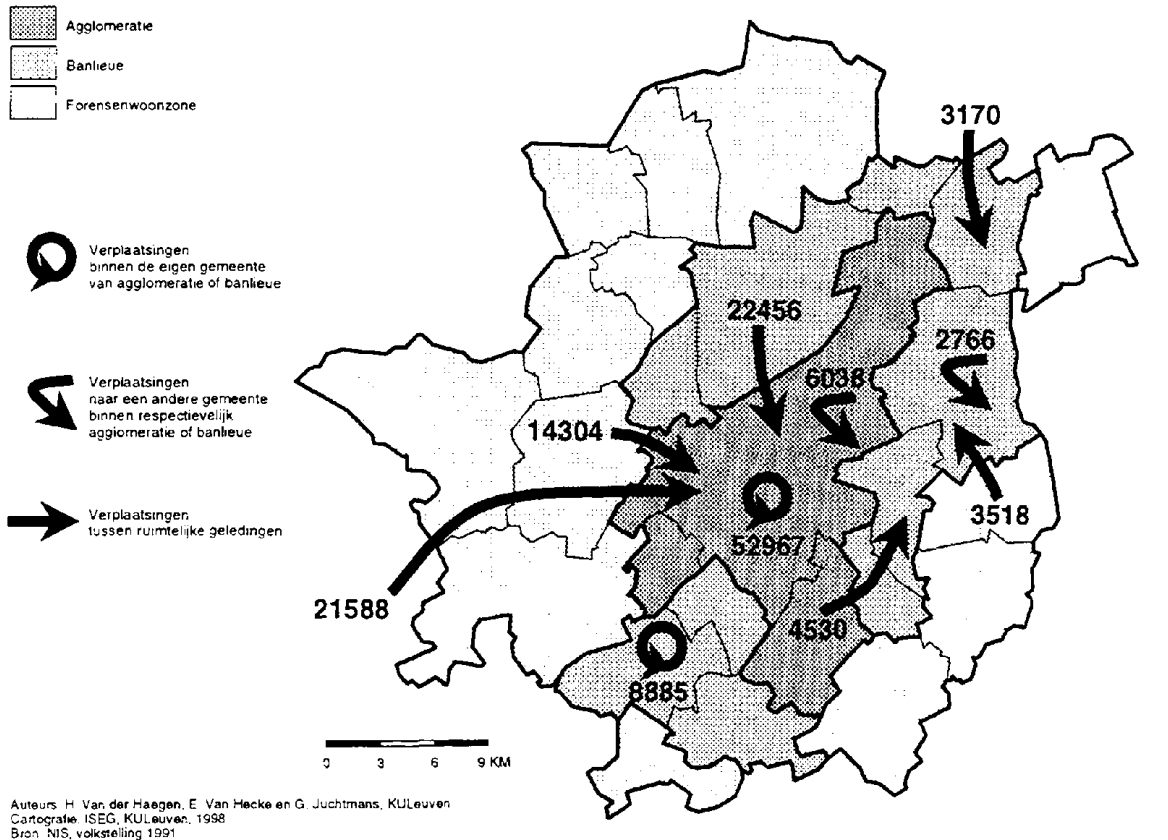 Agglomeratie
Banlieue
Forensenwoonzone
Verplaatsingen
binnen de eigen gemeente
van agglomeratie of banlieue
Verplaatsingen
naar een andere gemeente
binnen respectievelijk
agglomeratie of banlieue
Verplaatsingen
tussen ruimtelijke geledingen
3170
22456
2766
6038
14304
3518
52967
21588
4530
8885
0 3 6 9 KM
Auteurs H. Van der Haegen, E. Van Hecke en G. Juchtmans, KULeuven
Cartografie. ISEG, KULeuven, 1998
Bron NIS, volkstelling 1991